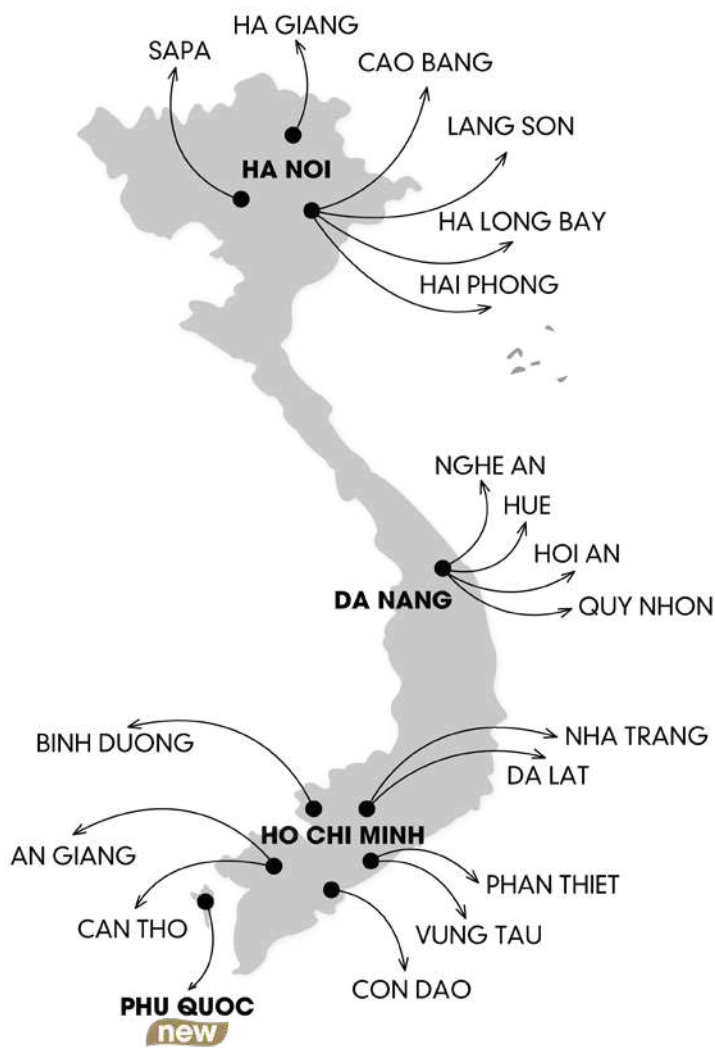 HA GIANG
SAPA
CAO BANG
LANG SON
HA NOI
HA LONG BAY
HAI PHONG
NGHE AN
HUE
HOI AN
DA NANG
QUY NHON
BINH DUONG
NHA TRANG
DA LAT
HO CHI MINH
AN GIANG
PHAN THIET
CAN THO
VUNG TAU
CON DAO
PHU QUOC
new